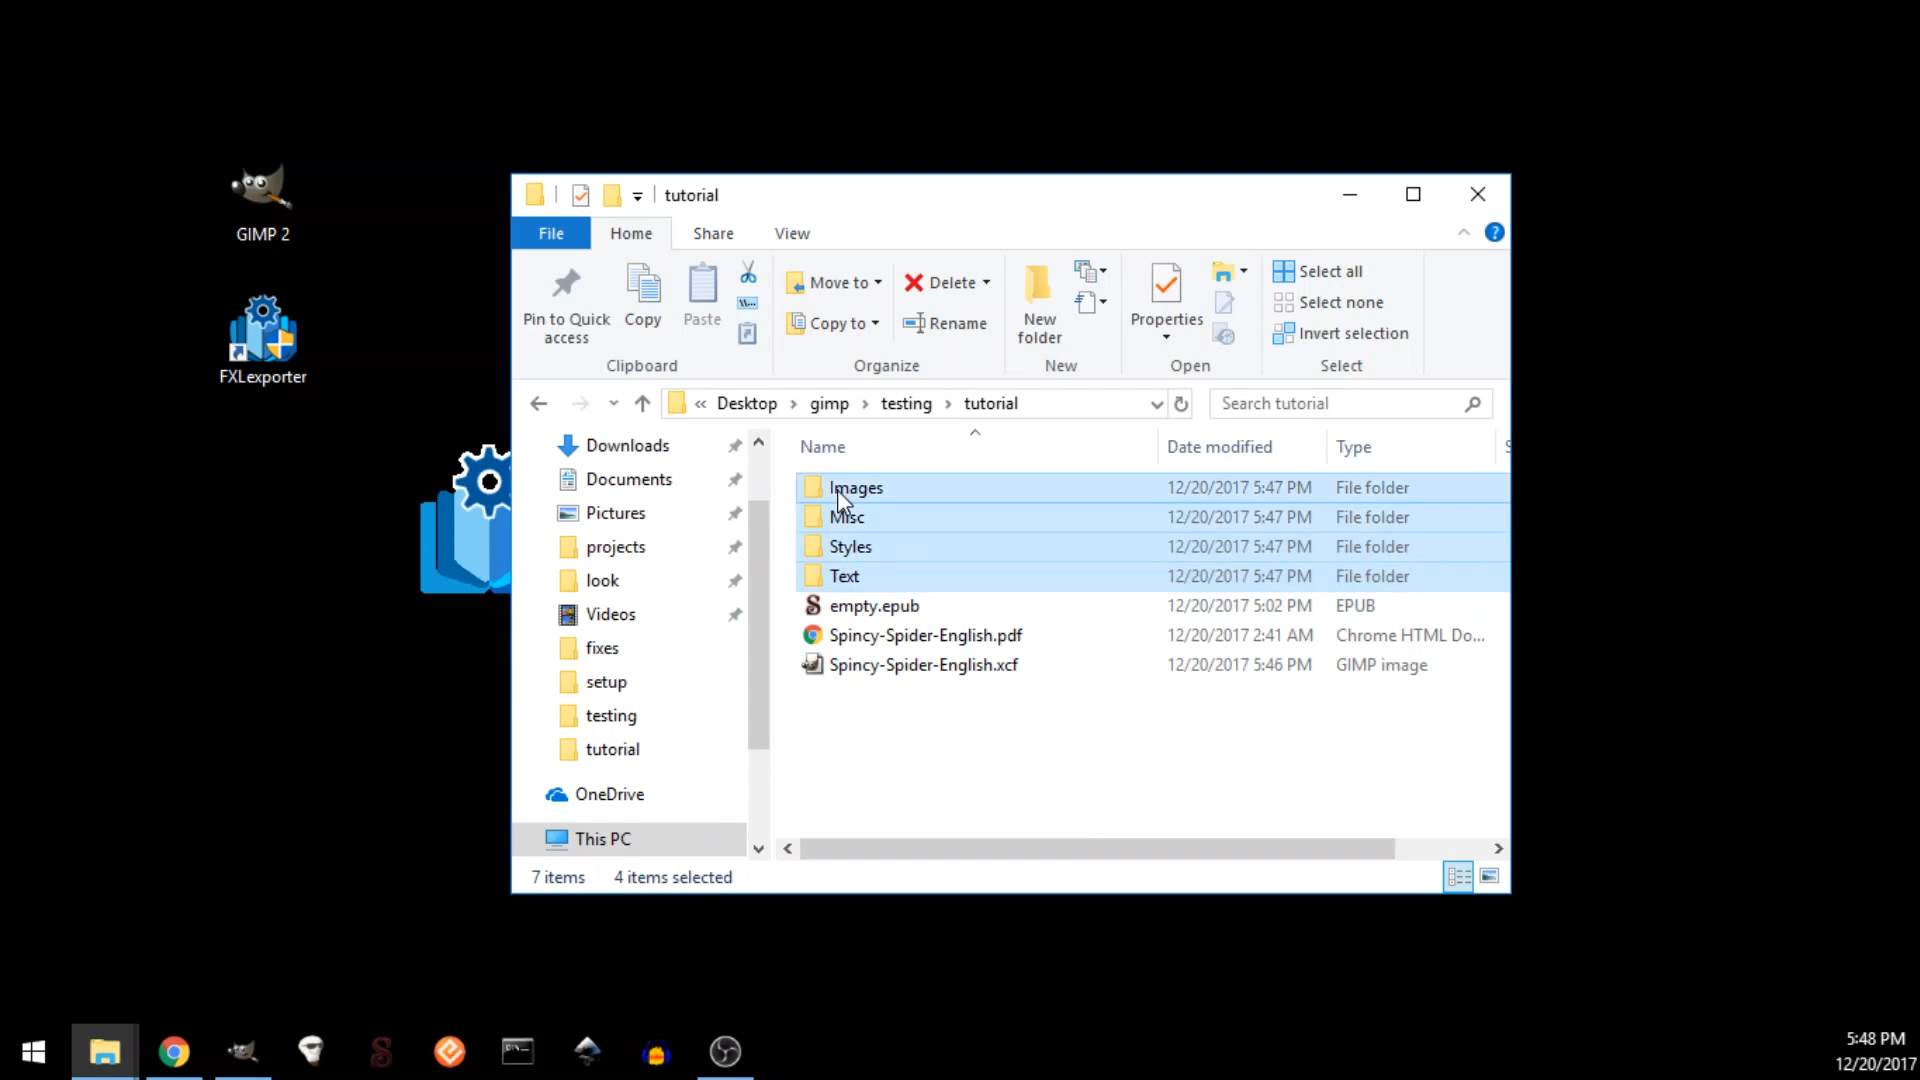 GIMP 2
FXLexporter
tutorial
File Home Share View
Pin to Quick access
Copy
Paste
Move to
Copy to
Delete
Rename
New folder
Properties
Select all
Select none
Invert selection
Clipboard Organize New Open Select
« Desktop > gimp > testing > tutorial
Search tutorial
Downloads
Documents
Pictures
projects
look
Videos
fixes
setup
testing
tutorial
OneDrive
This PC
Name Date modified Type
Images 12/20/2017 5:47 PM File folder
Misc 12/20/2017 5:47 PM File folder
Styles 12/20/2017 5:47 PM File folder
Text 12/20/2017 5:47 PM File folder
empty.epub 12/20/2017 5:02 PM EPUB
Spincy-Spider-English.pdf 12/20/2017 2:41 AM Chrome HTML Do...
Spincy-Spider-English.xcf 12/20/2017 5:46 PM GIMP image
7 items 4 items selected
5:48 PM
12/20/2017